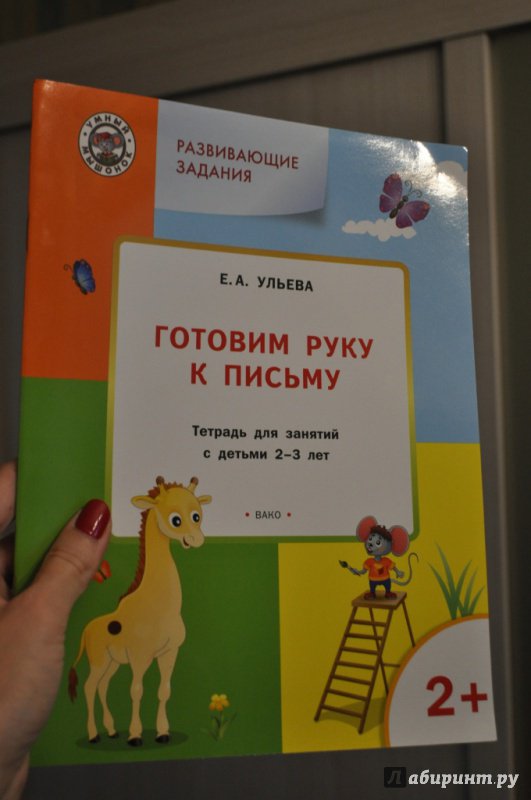 УМНЫЙ
МЫШОНОК
РАЗВИВАЮЩИЕ
ЗАДАНИЯ
Е. А. УЛЬЕВА
ГОТОВИМ РУКУ
К ПИСЬМУ
Тетрадь для занятий
с детьми 2–3 лет
• ВАКО •
2+
Лабиринт.ру